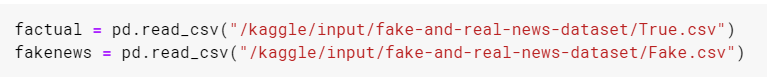 factual = pd.read_csv("/kaggle/input/fake-and-real-news-dataset/True.csv")
fakenews = pd.read_csv("/kaggle/input/fake-and-real-news-dataset/Fake.csv")